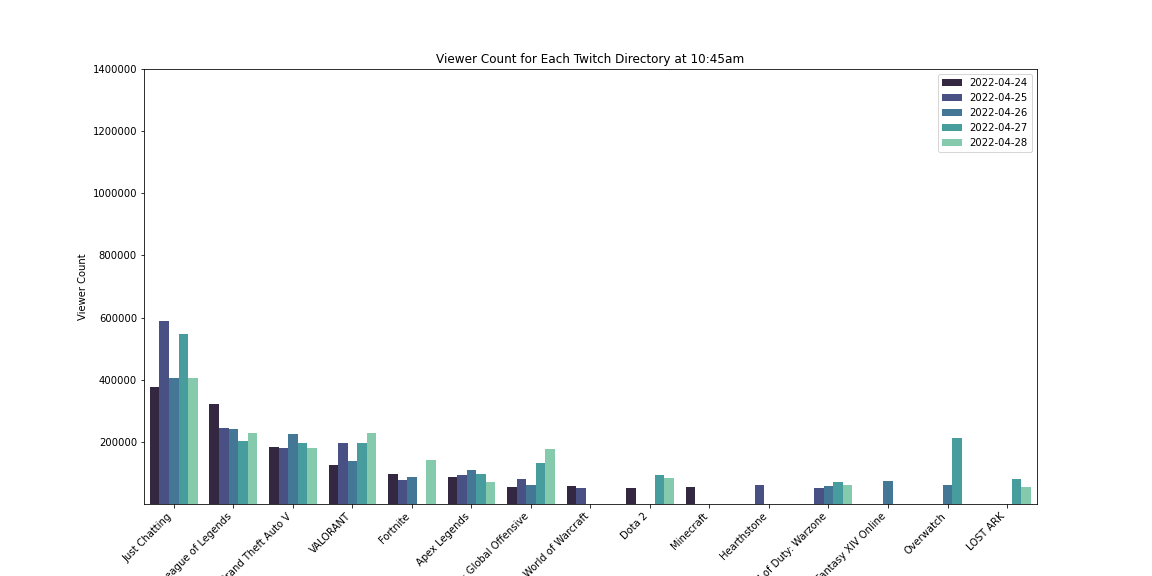 Viewer Count for Each Twitch Directory at 10:45am
1400000
1200000
1000000
800000
600000
400000
200000
Viewer Count
2022-04-24
2022-04-25
2022-04-26
2022-04-27
2022-04-28
Just Chatting
eague of Legends
rand Theft Auto V
VALORANT
Fortnite
Apex Legends
: Global Offensive
World of Warcraft
Dota 2
Minecraft
Hearthstone
l of Duty: Warzone
antasy XIV Online
Overwatch
LOST ARK